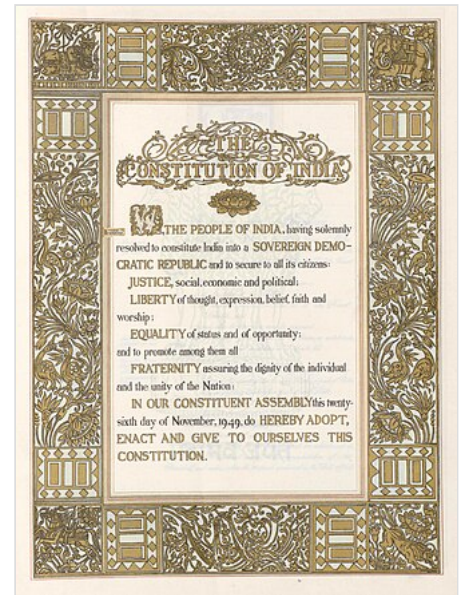 THE
CONSTITUTION OF INDIA
WE, THE PEOPLE OF INDIA, having solemnly
resolved to constitute India into a SOVEREIGN DEMO-
CRATIC REPUBLIC and to secure to all its citizens:
JUSTICE, social, economic and political;
LIBERTY of thought, expression, belief, faith and
worship;
EQUALITY of status and of opportunity;
and to promote among them all
FRATERNITY assuring the dignity of the individual
and the unity of the Nation;
IN OUR CONSTITUENT ASSEMBLY this twenty-
sixth day of November, 1949, do HEREBY ADOPT,
ENACT AND GIVE TO OURSELVES THIS
CONSTITUTION.